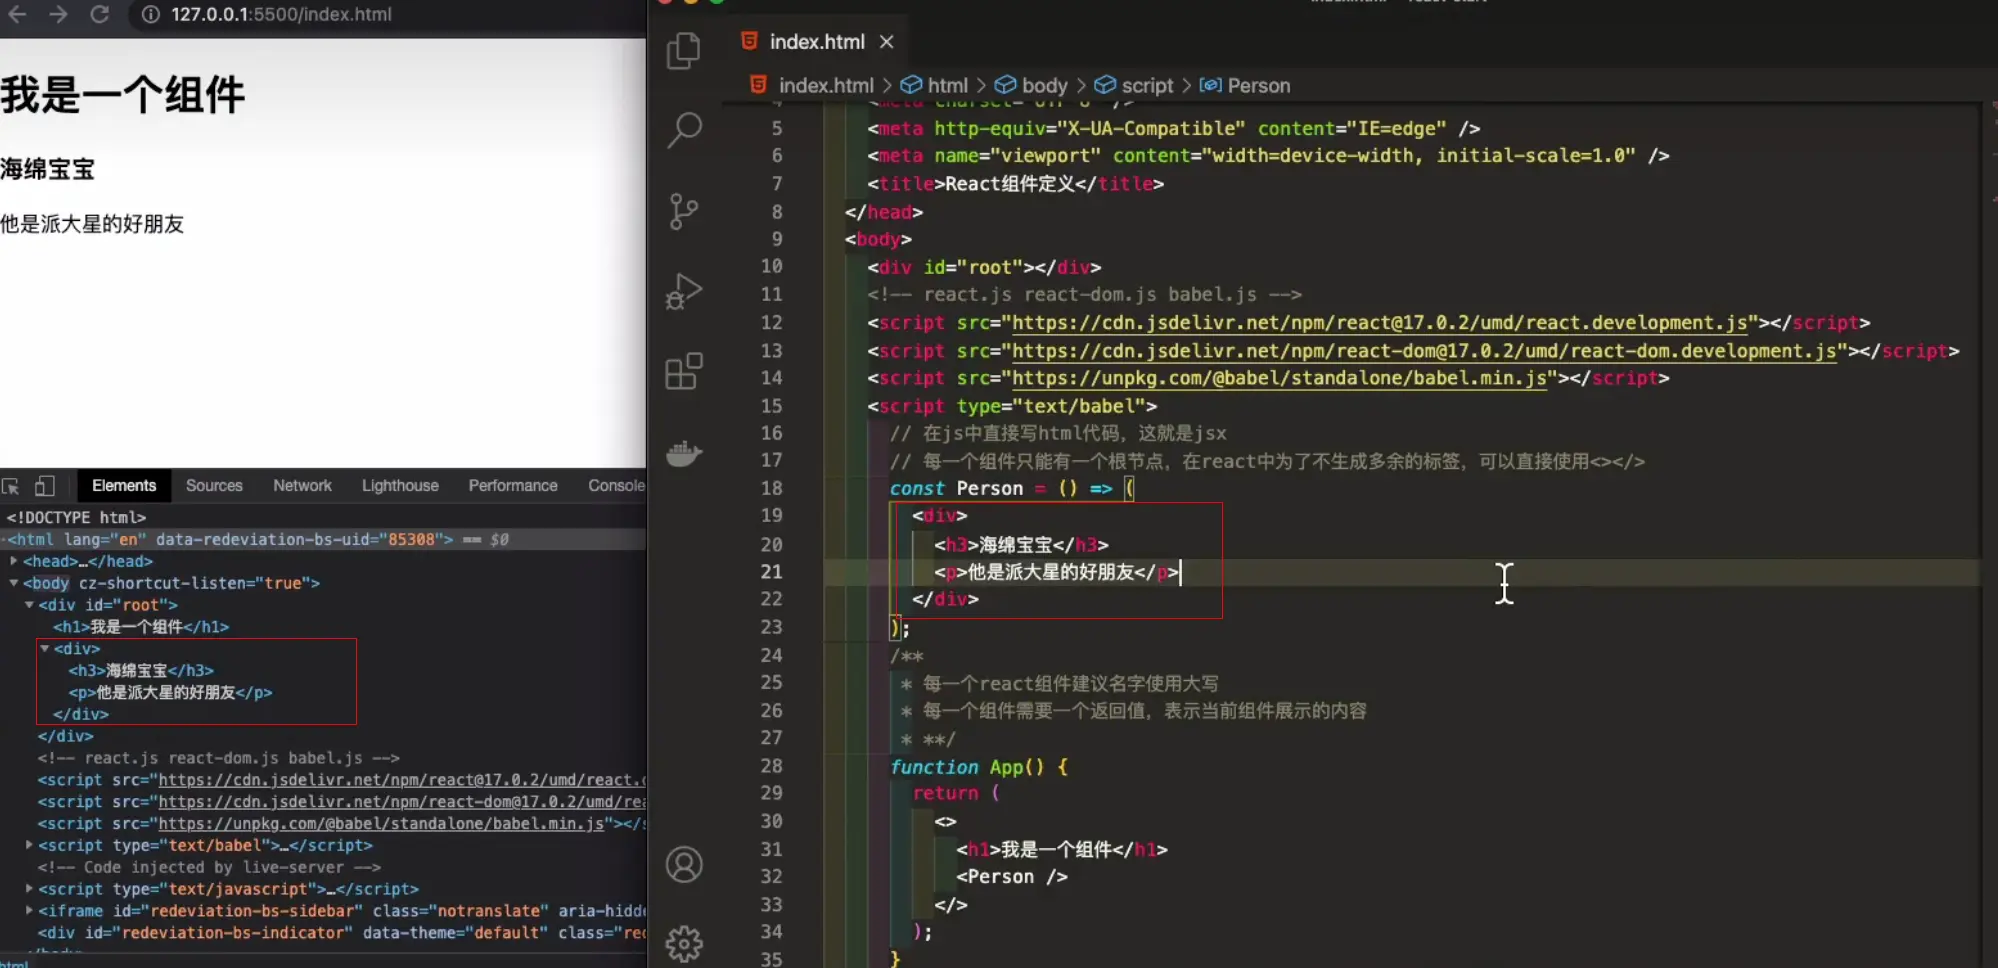 127.0.0.1:5500/index.html
我是一个组件
海绵宝宝
他是派大星的好朋友
Elements Sources Network Lighthouse Performance Console
<!DOCTYPE html>
<html lang="en" data-redeviation-bs-uid="85308"> == $0
<head>…</head>
<body cz-shortcut-listen="true">
<div id="root">
<h1>我是一个组件</h1>
<div>
<h3>海绵宝宝</h3>
<p>他是派大星的好朋友</p>
</div>
</div>
<!-- react.js react-dom.js babel.js -->
<script src="https://cdn.jsdelivr.net/npm/react@17.0.2/umd/react.
<script src="https://cdn.jsdelivr.net/npm/react-dom@17.0.2/umd/rea
<script src="https://unpkg.com/@babel/standalone/babel.min.js"></
<script type="text/babel">…</script>
<!-- Code injected by live-server -->
<script type="text/javascript">…</script>
<iframe id="redeviation-bs-sidebar" class="notranslate" aria-hidde
<div id="redeviation-bs-indicator" data-theme="default" class="rec
html
index.html
index.html > html > body > script > Person
4 <meta charset="UTF-8" />
5 <meta http-equiv="X-UA-Compatible" content="IE=edge" />
6 <meta name="viewport" content="width=device-width, initial-scale=1.0" />
7 <title>React组件定义</title>
8 </head>
9 <body>
10 <div id="root"></div>
11 <!-- react.js react-dom.js babel.js -->
12 <script src="https://cdn.jsdelivr.net/npm/react@17.0.2/umd/react.development.js"></script>
13 <script src="https://cdn.jsdelivr.net/npm/react-dom@17.0.2/umd/react-dom.development.js"></script>
14 <script src="https://unpkg.com/@babel/standalone/babel.min.js"></script>
15 <script type="text/babel">
16 // 在js中直接写html代码，这就是jsx
17 // 每一个组件只能有一个根节点，在react中为了不生成多余的标签，可以直接使用<></>
18 const Person = () => (
19 <div>
20 <h3>海绵宝宝</h3>
21 <p>他是派大星的好朋友</p>
22 </div>
23 );
24 /**
25 * 每一个react组件建议名字使用大写
26 * 每一个组件需要一个返回值，表示当前组件展示的内容
27 * **/
28 function App() {
29 return (
30 <>
31 <h1>我是一个组件</h1>
32 <Person />
33 </>
34 );
35 }